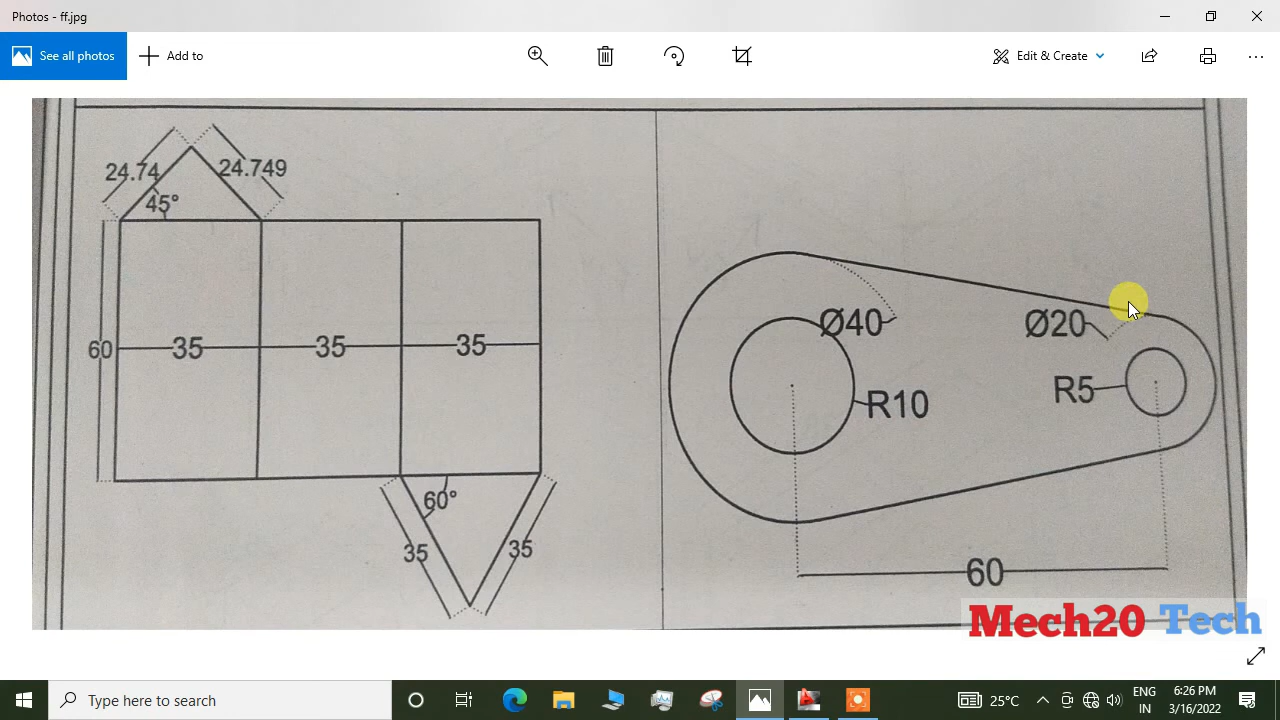 Photos - ff.jpg
See all photos
Add to
Edit & Create
24.74
24.749
45°
60
35
35
35
60°
35
35
Ø40
R10
Ø20
R5
60
Mech20 Tech
Type here to search
25°C
ENG
IN
6:26 PM
3/16/2022